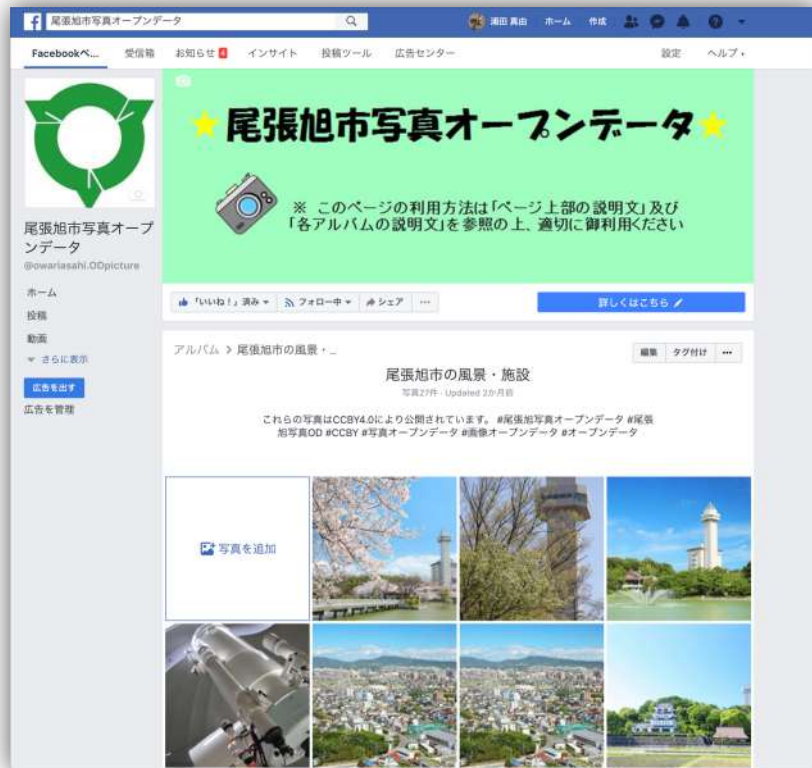 尾張旭市写真オープンデータ
浦田 真由 ホーム 作成
Facebookペ... 受信箱 お知らせ 4 インサイト 投稿ツール 広告センター 設定 ヘルプ
尾張旭市写真オープンデータ
※ このページの利用方法は「ページ上部の説明文」及び
「各アルバムの説明文」を参照の上、適切に御利用ください
尾張旭市写真オープ
ンデータ
@owariasahi.ODpicture
ホーム
投稿
動画
さらに表示
広告を出す
広告を管理
「いいね！」済み フォロー中 シェア ... 詳しくはこちら
アルバム > 尾張旭市の風景・... 編集 タグ付け ...
尾張旭市の風景・施設
写真27件 · Updated 2か月前
これらの写真はCCBY4.0により公開されています。 #尾張旭写真オープンデータ #尾張
旭写真OD #CCBY #写真オープンデータ #画像オープンデータ #オープンデータ
写真を追加